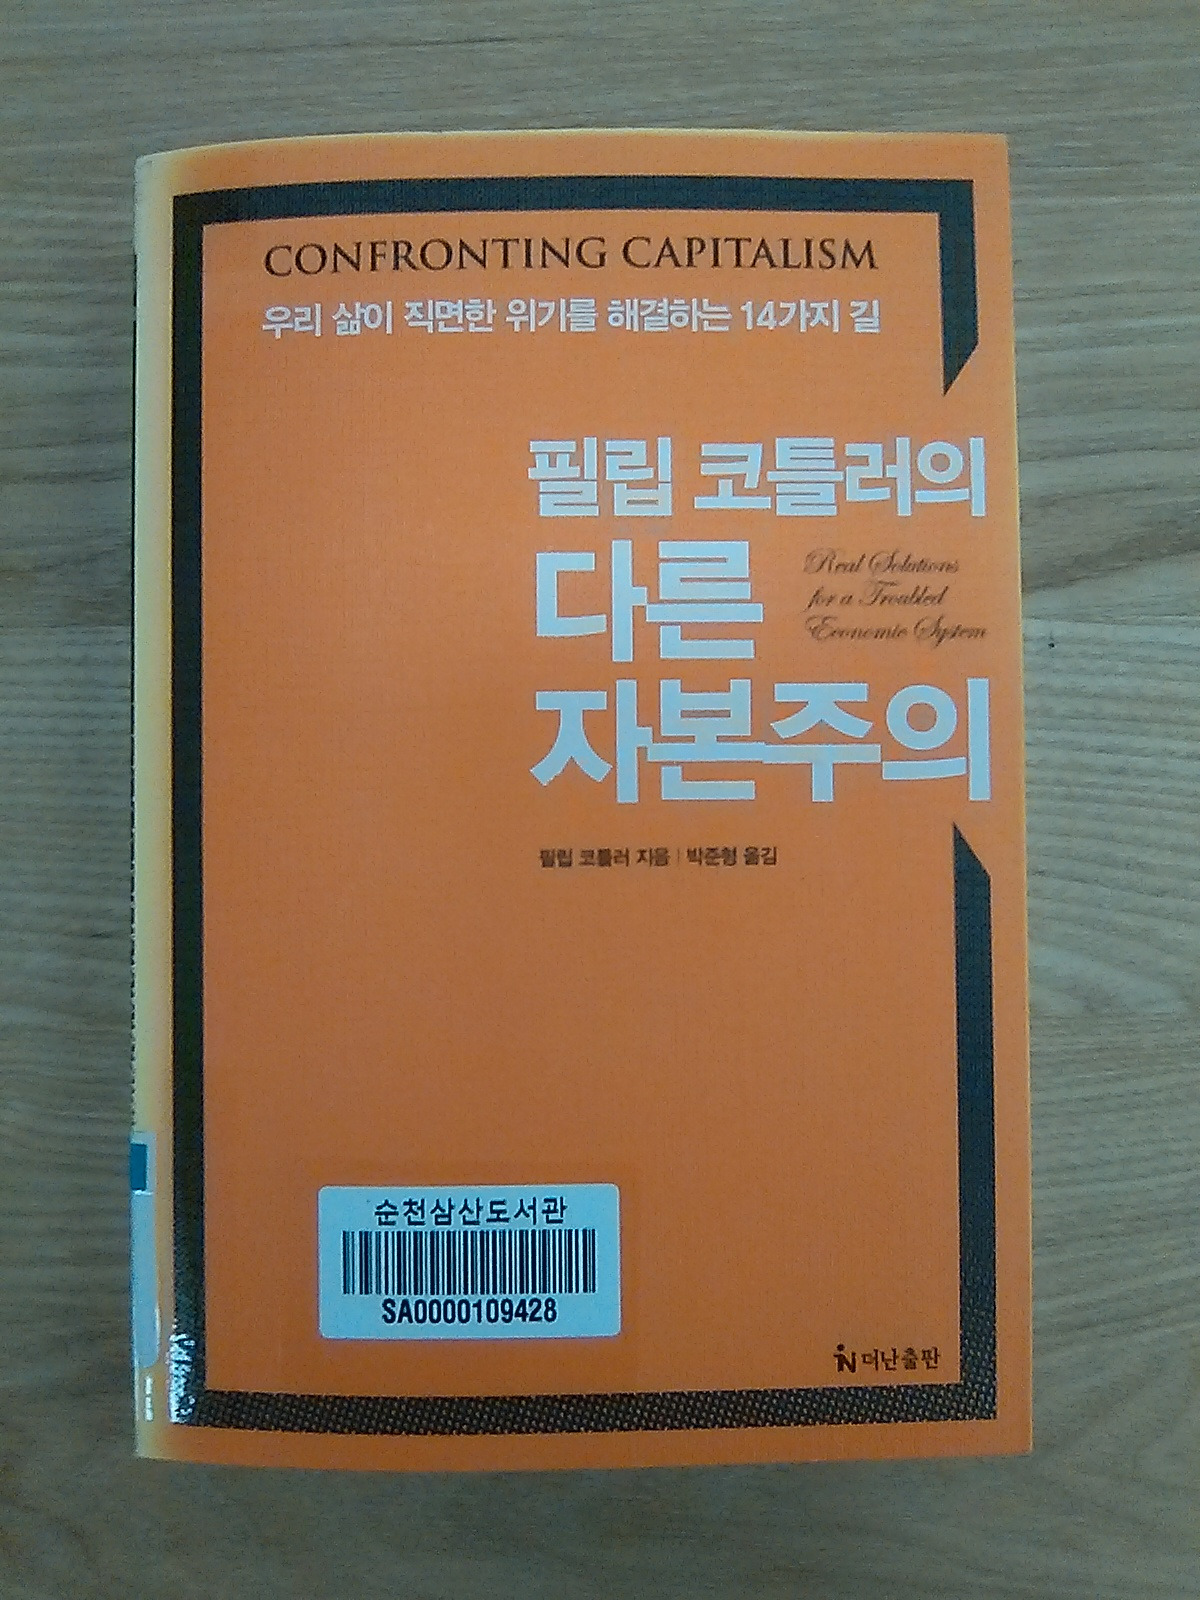 CONFRONTING CAPITALISM
우리 삶이 직면한 위기를 해결하는 14가지 길
필립 코틀러의
다른
자본주의
Real Solutions
for a Troubled
Economic System
필립 코틀러 지음 | 박준형 옮김
순천삼산도서관
SA0000109428
더난출판